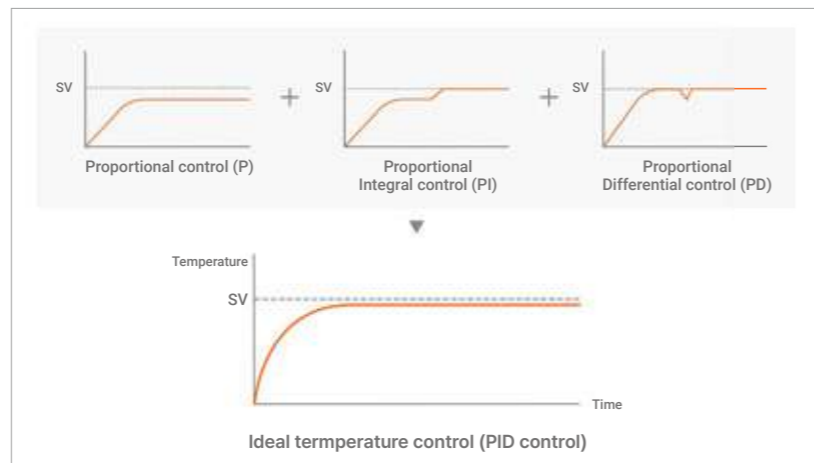 SV
Proportional control (P)
+
SV
Proportional
Integral control (PI)
+
SV
Proportional
Differential control (PD)
Temperature
SV
Time
Ideal termperature control (PID control)